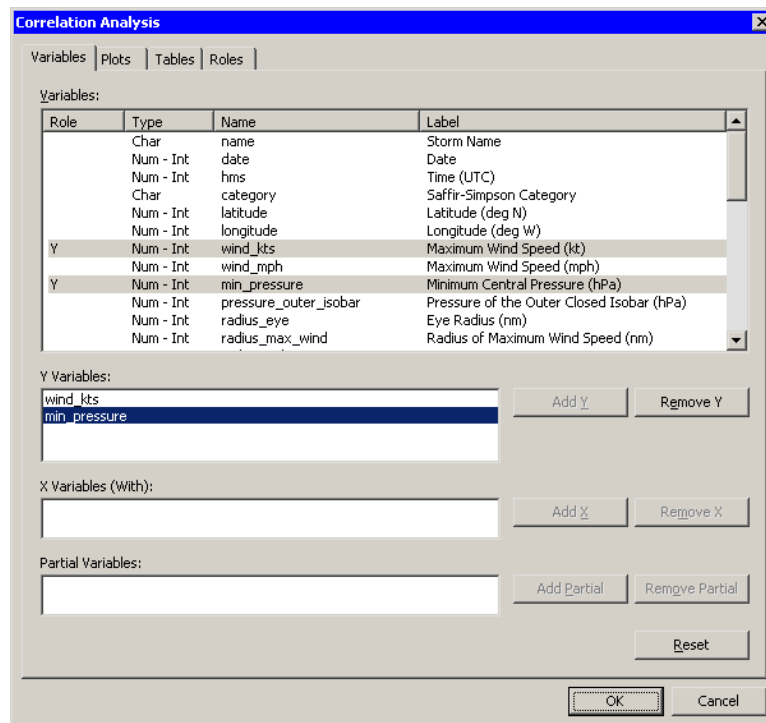 Correlation Analysis
Variables Plots Tables Roles
Variables:
Role Type Name Label
Char name Storm Name
Num - Int date Date
Num - Int hms Time (UTC)
Char category Saffir-Simpson Category
Num - Int latitude Latitude (deg N)
Num - Int longitude Longitude (deg W)
Y Num - Int wind_kts Maximum Wind Speed (kt)
Num - Int wind_mph Maximum Wind Speed (mph)
Y Num - Int min_pressure Minimum Central Pressure (hPa)
Num - Int pressure_outer_isobar Pressure of the Outer Closed Isobar (hPa)
Num - Int radius_eye Eye Radius (nm)
Num - Int radius_max_wind Radius of Maximum Wind Speed (nm)
Y Variables:
wind_kts
min_pressure
Add Y Remove Y
X Variables (With):
Add X Remove X
Partial Variables:
Add Partial Remove Partial
Reset
OK Cancel